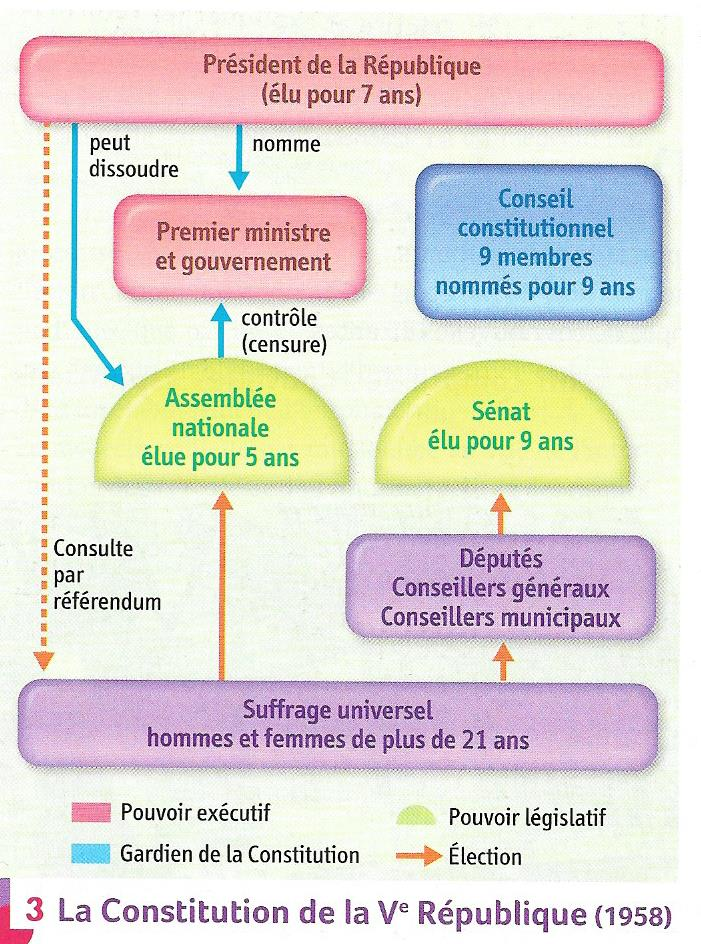 Président de la République
(élu pour 7 ans)
peut
dissoudre
nomme
Premier ministre
et gouvernement
Conseil
constitutionnel
9 membres
nommés pour 9 ans
contrôle
(censure)
Assemblée
nationale
élue pour 5 ans
Sénat
élu pour 9 ans
Consulte
par
référendum
Députés
Conseillers généraux
Conseillers municipaux
Suffrage universel
hommes et femmes de plus de 21 ans
Pouvoir exécutif
Pouvoir législatif
Gardien de la Constitution
Élection
3 La Constitution de la Ve République (1958)